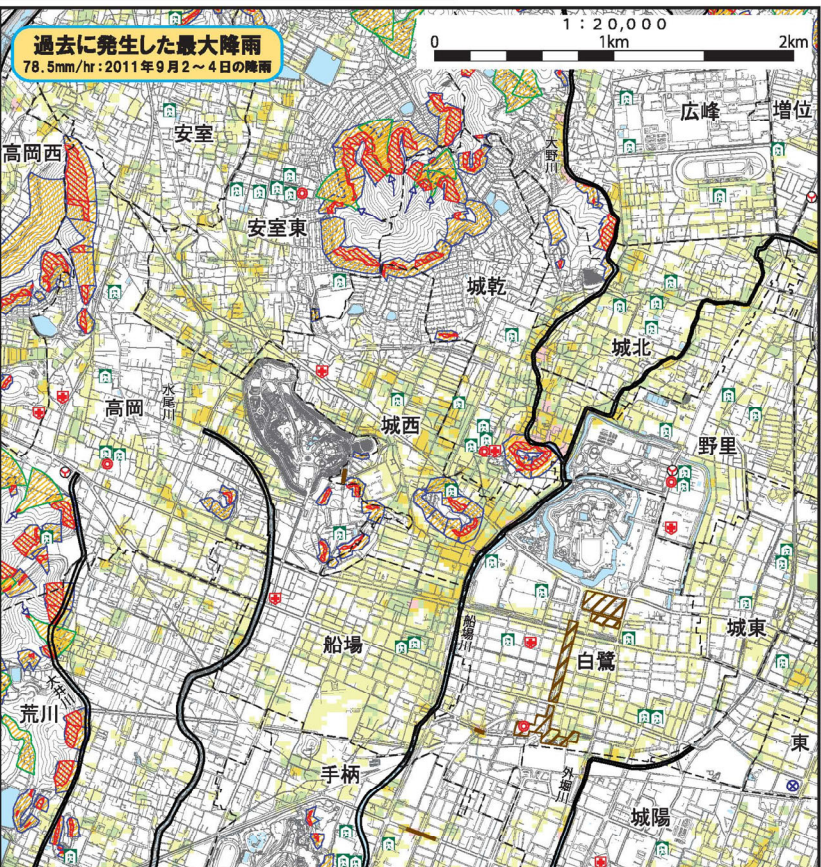 過去に発生した最大降雨
78.5mm/hr:2011年9月2～4日の降雨
1:20,000
0 1km 2km
広峰
増位
安室
高岡西
大野川
安室東
城乾
城北
高岡
水尾川
城西
野里
船場川
船場
白鷺
城東
大井川
荒川
東
手柄
外堀川
城陽